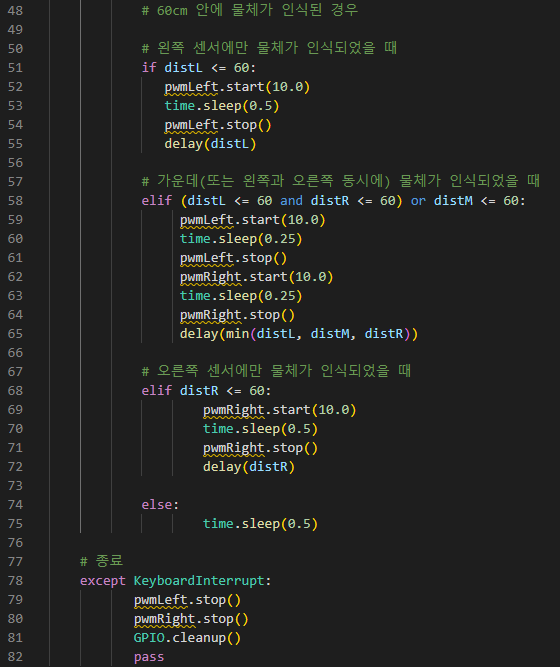 48 # 60cm 안에 물체가 인식된 경우
49
50 # 왼쪽 센서에만 물체가 인식되었을 때
51 if distL <= 60:
52 pwmLeft.start(10.0)
53 time.sleep(0.5)
54 pwmLeft.stop()
55 delay(distL)
56
57 # 가운데(또는 왼쪽과 오른쪽 동시에) 물체가 인식되었을 때
58 elif (distL <= 60 and distR <= 60) or distM <= 60:
59 pwmLeft.start(10.0)
60 time.sleep(0.25)
61 pwmLeft.stop()
62 pwmRight.start(10.0)
63 time.sleep(0.25)
64 pwmRight.stop()
65 delay(min(distL, distM, distR))
66
67 # 오른쪽 센서에만 물체가 인식되었을 때
68 elif distR <= 60:
69 pwmRight.start(10.0)
70 time.sleep(0.5)
71 pwmRight.stop()
72 delay(distR)
73
74 else:
75 time.sleep(0.5)
76
77 # 종료
78 except KeyboardInterrupt:
79 pwmLeft.stop()
80 pwmRight.stop()
81 GPIO.cleanup()
82 pass